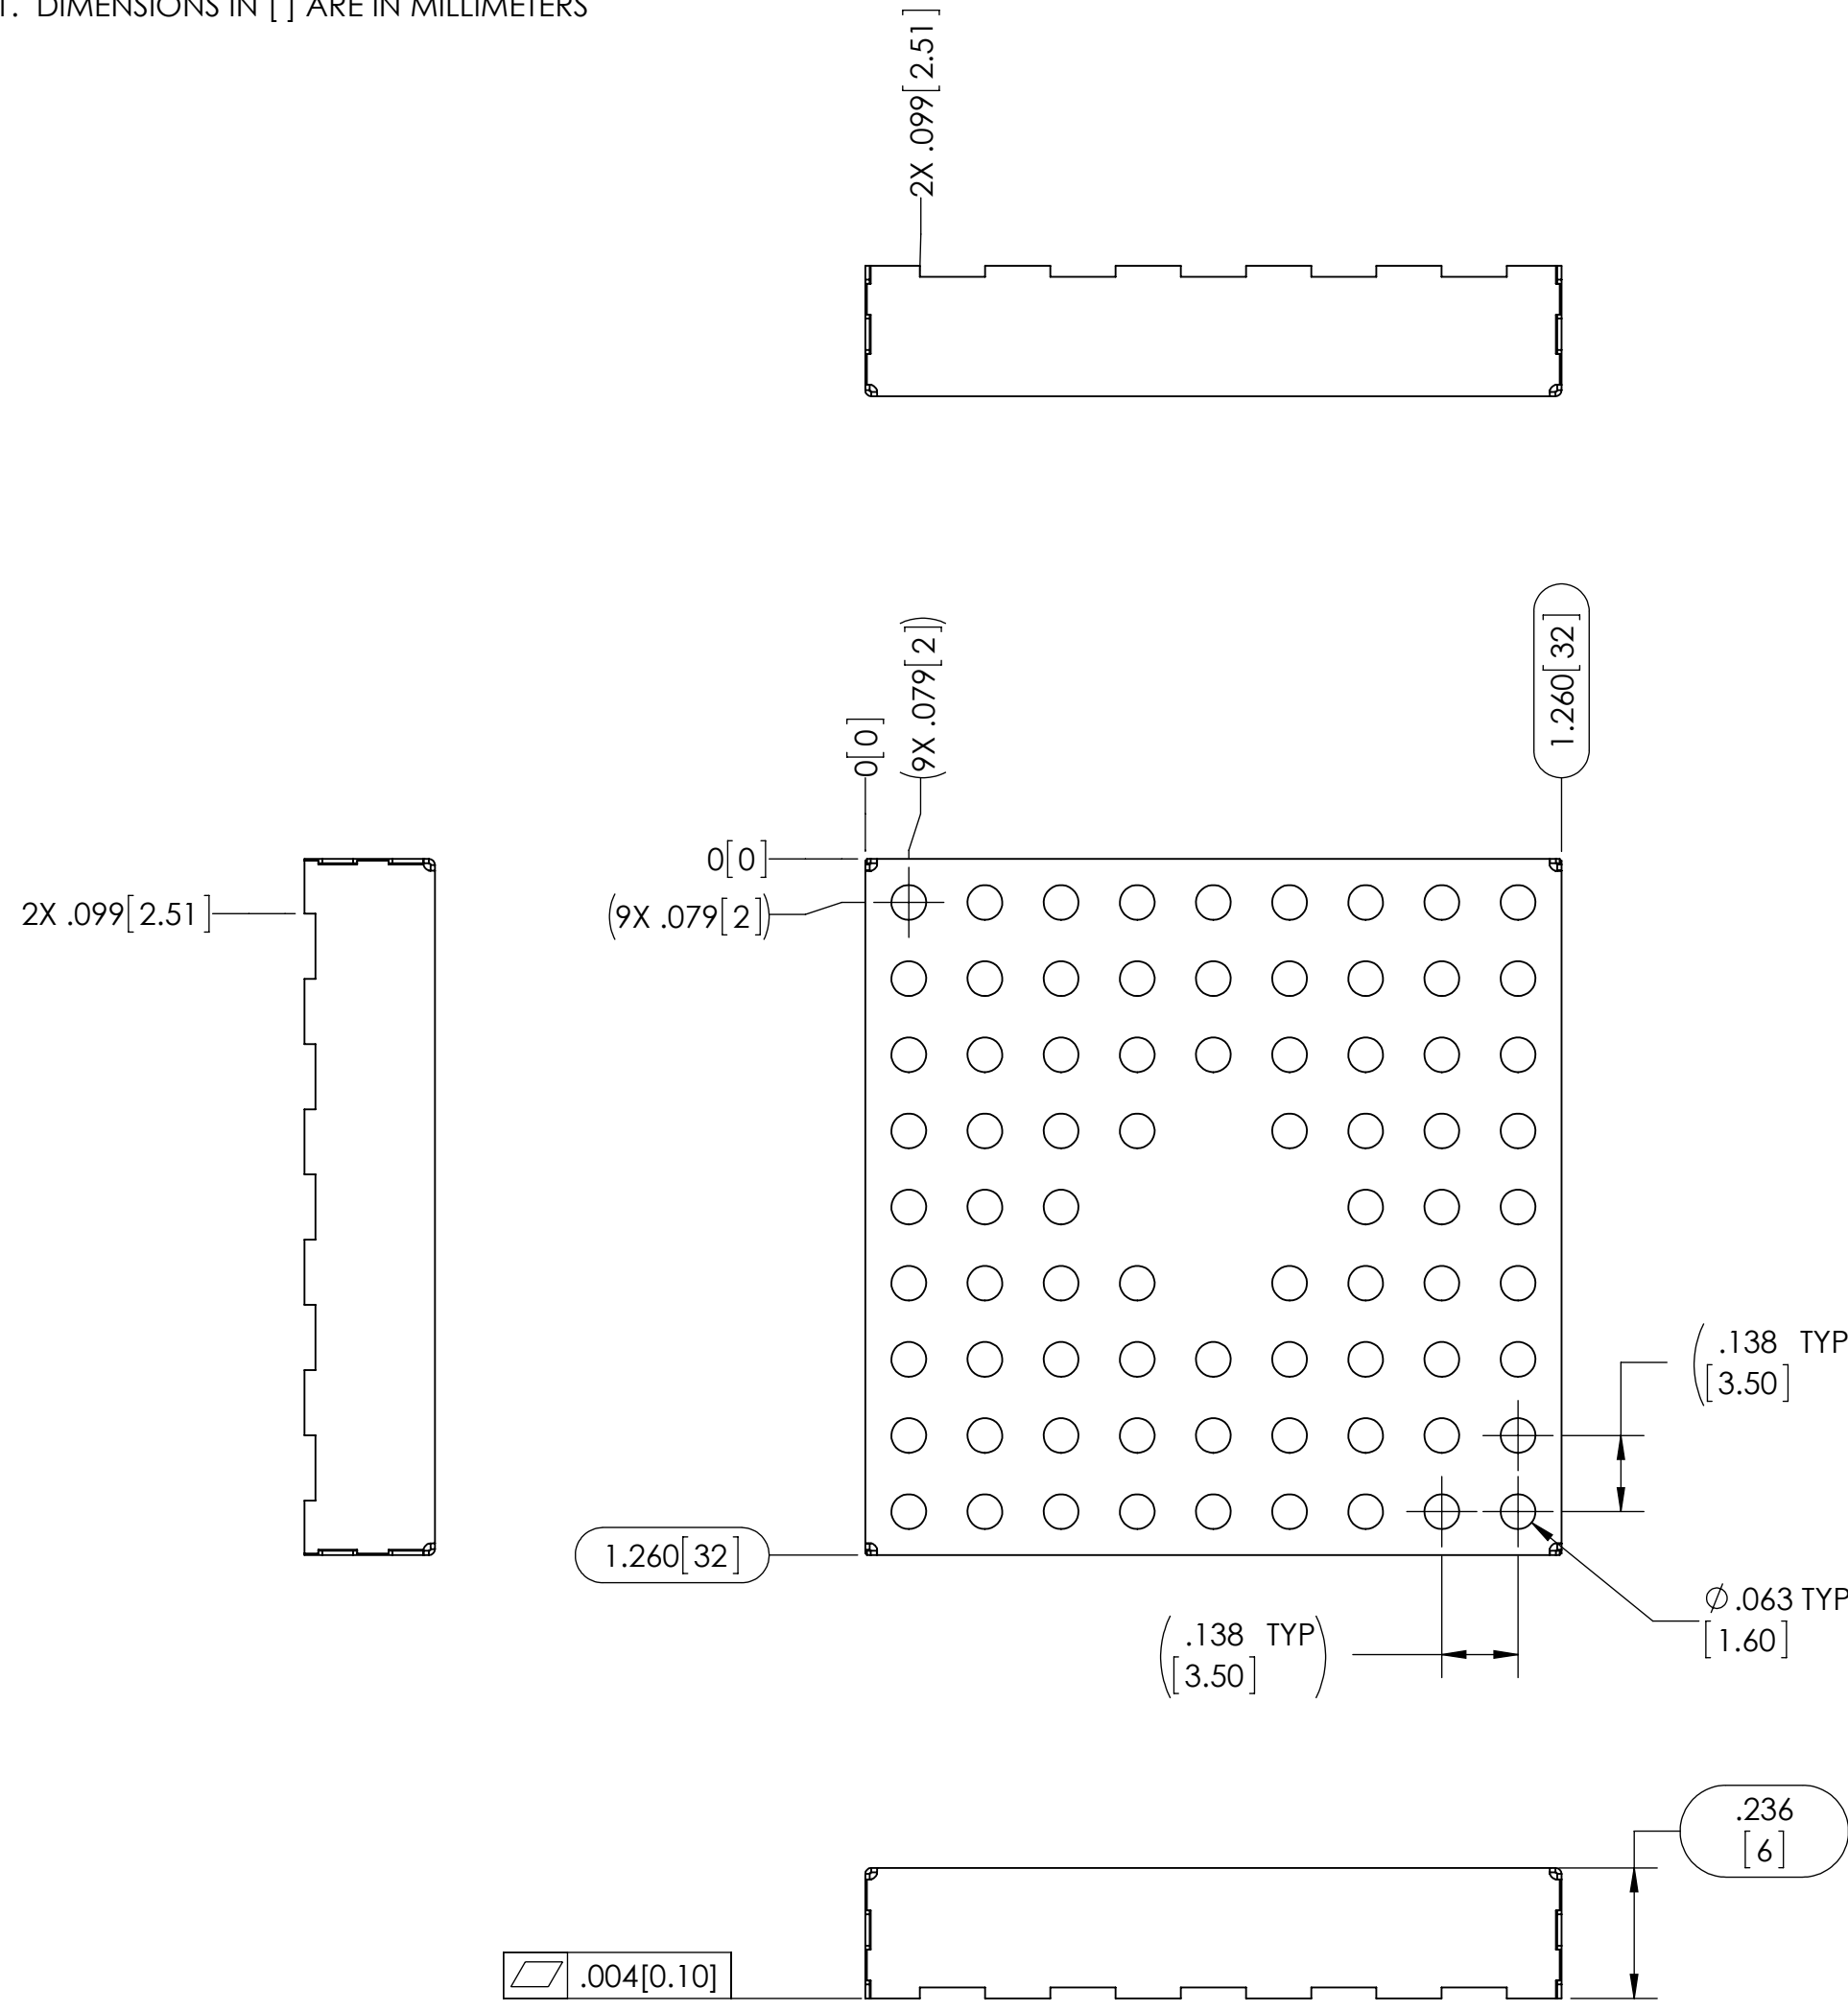 1. DIMENSIONS IN [ ] ARE IN MILLIMETERS
2X .099[2.51]
1.260[32]
(9X .079[2])
0[0]
0[0]
2X .099[2.51]
(9X .079[2])
(.138 TYP
[3.50]
1.260[32]
⌀.063 TYP
[1.60]
(.138 TYP)
[3.50]
.236
[6]
⏥ .004[0.10]